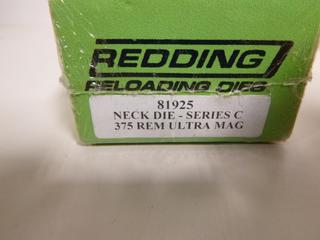 REDDING
RELOADING DIES
81925
NECK DIE - SERIES C
375 REM ULTRA MAG